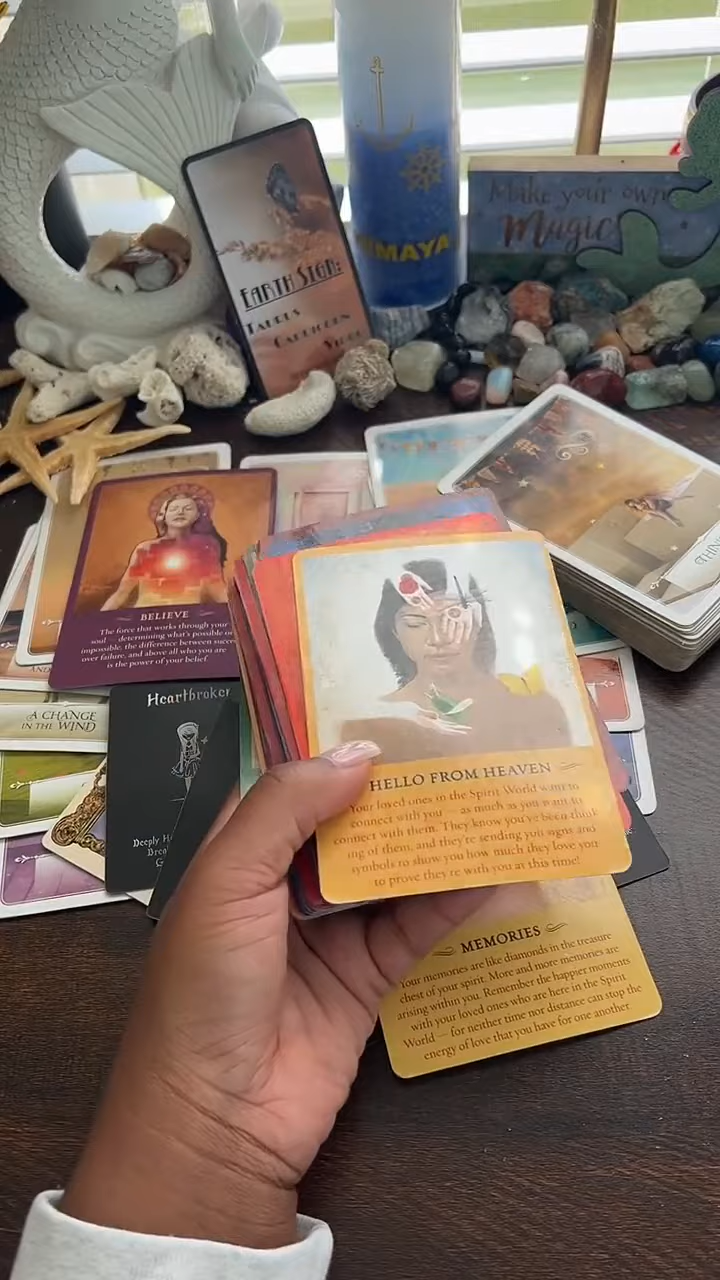 EARTH SIGN:
TAURUS
CAPRICORN
VIRGO
Make your own
Magic
BELIEVE
The force that works through your
soul — determining what's possible or
impossible, the difference between success
over failure, and above all who you are
is the power of your belief.
A CHANGE
IN THE WIND
Heartbroken
Deeply
HELLO FROM HEAVEN
Your loved ones in the Spirit World want to
connect with you — as much as you want to
connect with them. They know you've been think-
ing of them, and they're sending you signs and
symbols to show you how much they love you
to prove they're with you at this time!
MEMORIES
Your memories are like diamonds in the treasure
chest of your spirit. More and more memories are
arising within you. Remember the happier moments
with your loved ones who are here in the Spirit
World — for neither time nor distance can stop the
energy of love that you have for one another.